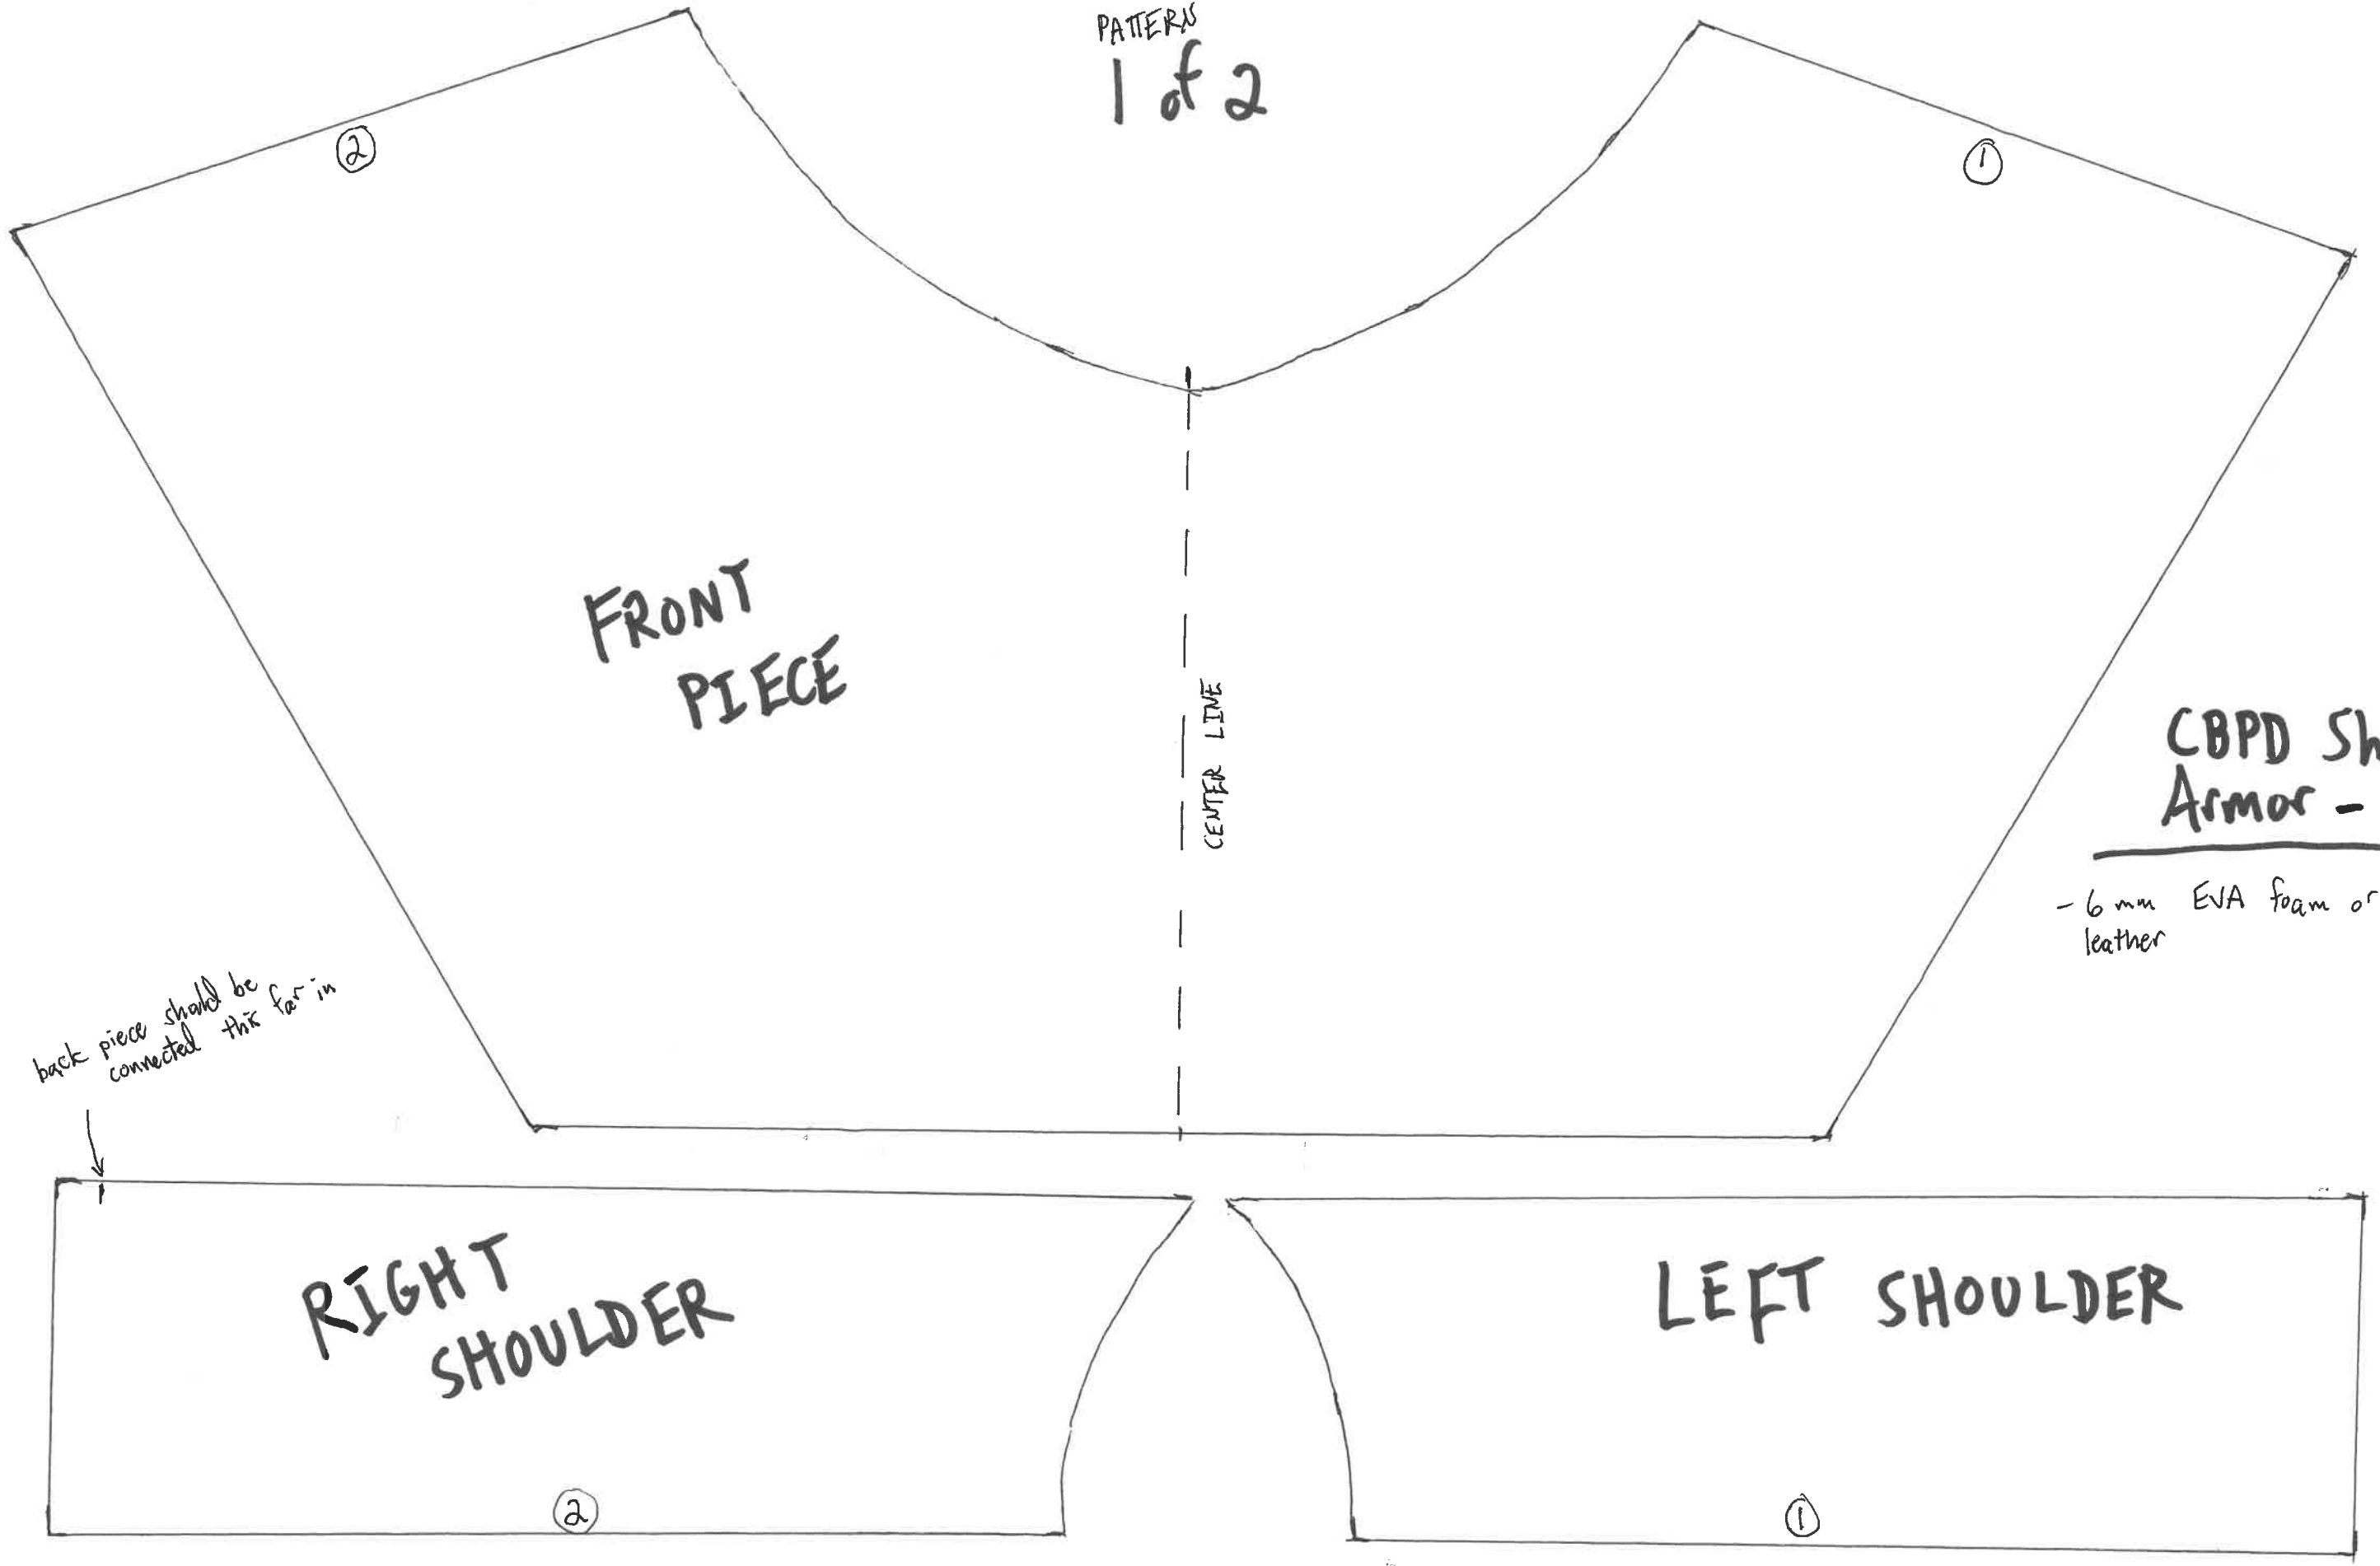 PATTERN
1 of 2
②
①
FRONT
PIECE
CENTER LINE
CBPD Sh
Armor -
- 6 mm EVA foam or
leather
back piece should be
connected this far in
RIGHT
SHOULDER
LEFT SHOULDER
②
①